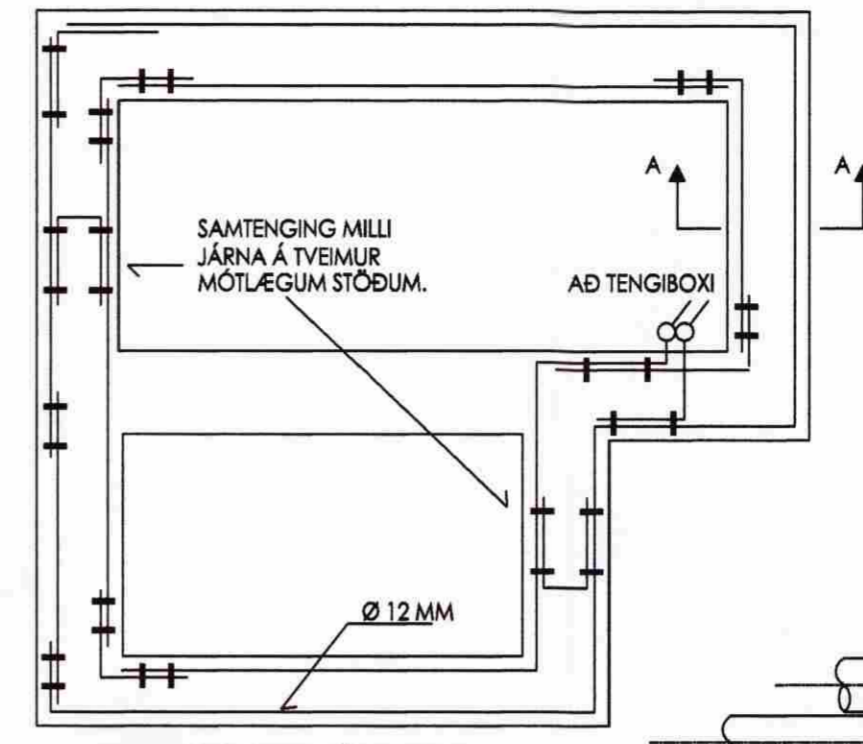 A A
SAMTENGING MILLI
JÁRNA Á TVEIMUR
MÓTLÆGUM STÖÐUM.
AÐ TENGIBOXI
Ø 12 MM